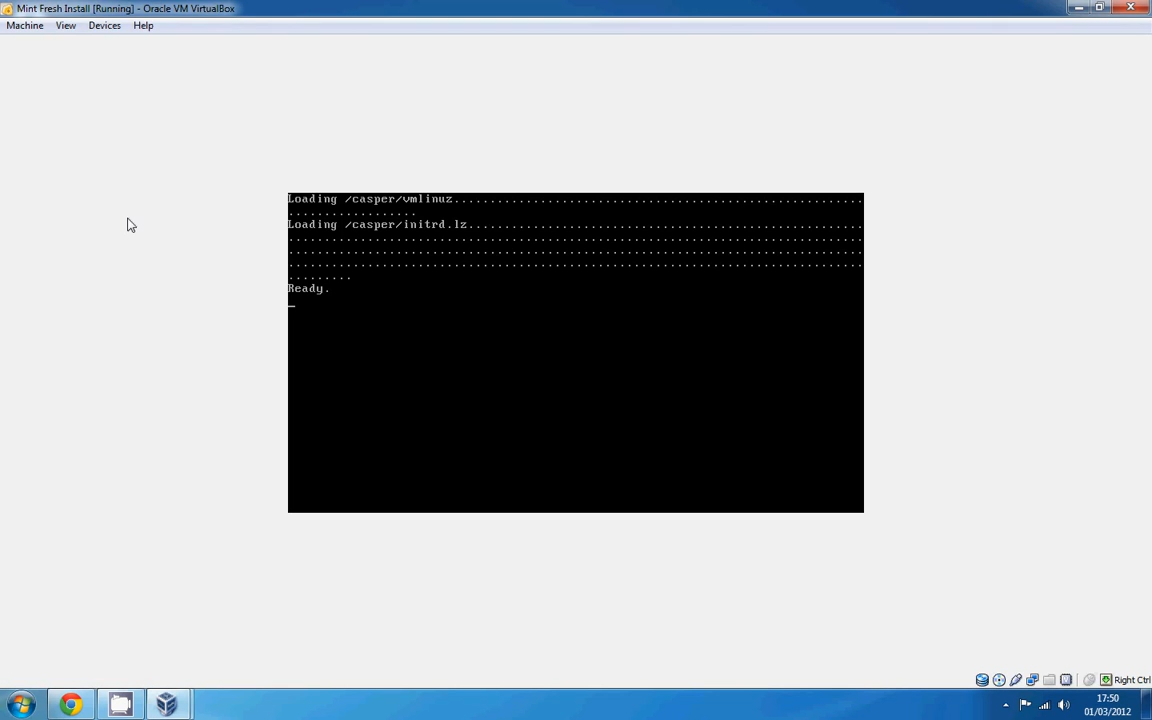 Mint Fresh Install [Running] - Oracle VM VirtualBox
Machine View Devices Help
Loading /casper/vmlinuz.........................................................
..................
Loading /casper/initrd.lz.......................................................
................................................................................
................................................................................
................................................................................
.........
Ready.
_
Right Ctrl
17:50
01/03/2012